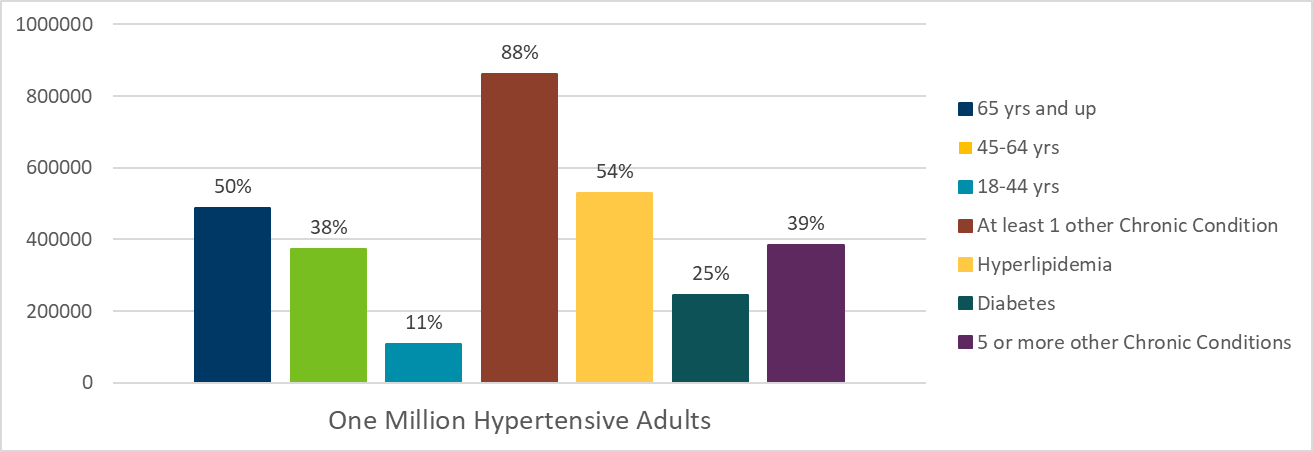 1000000
800000
600000
400000
200000
0
50%
38%
11%
88%
54%
25%
39%
One Million Hypertensive Adults
65 yrs and up
45-64 yrs
18-44 yrs
At least 1 other Chronic Condition
Hyperlipidemia
Diabetes
5 or more other Chronic Conditions